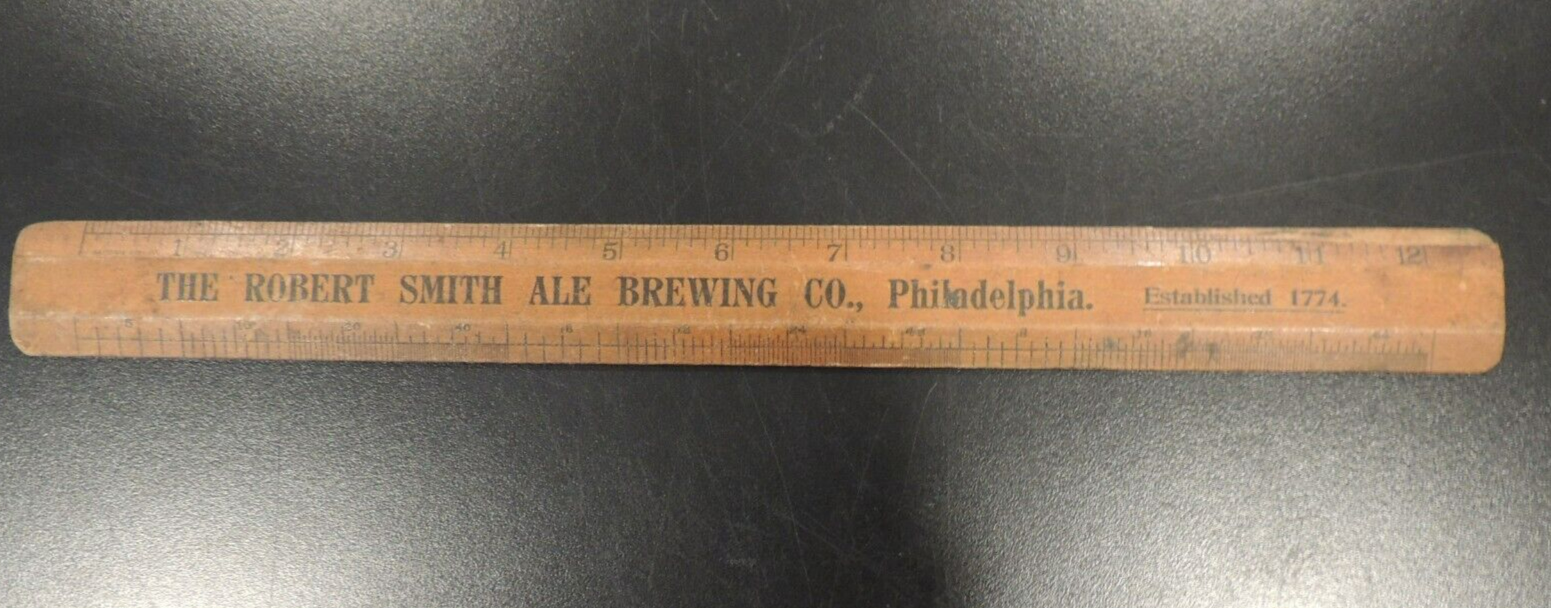 1 2 3 4 5 6 7 8 9 10 11 12
THE ROBERT SMITH ALE BREWING CO., Philadelphia. Established 1774.